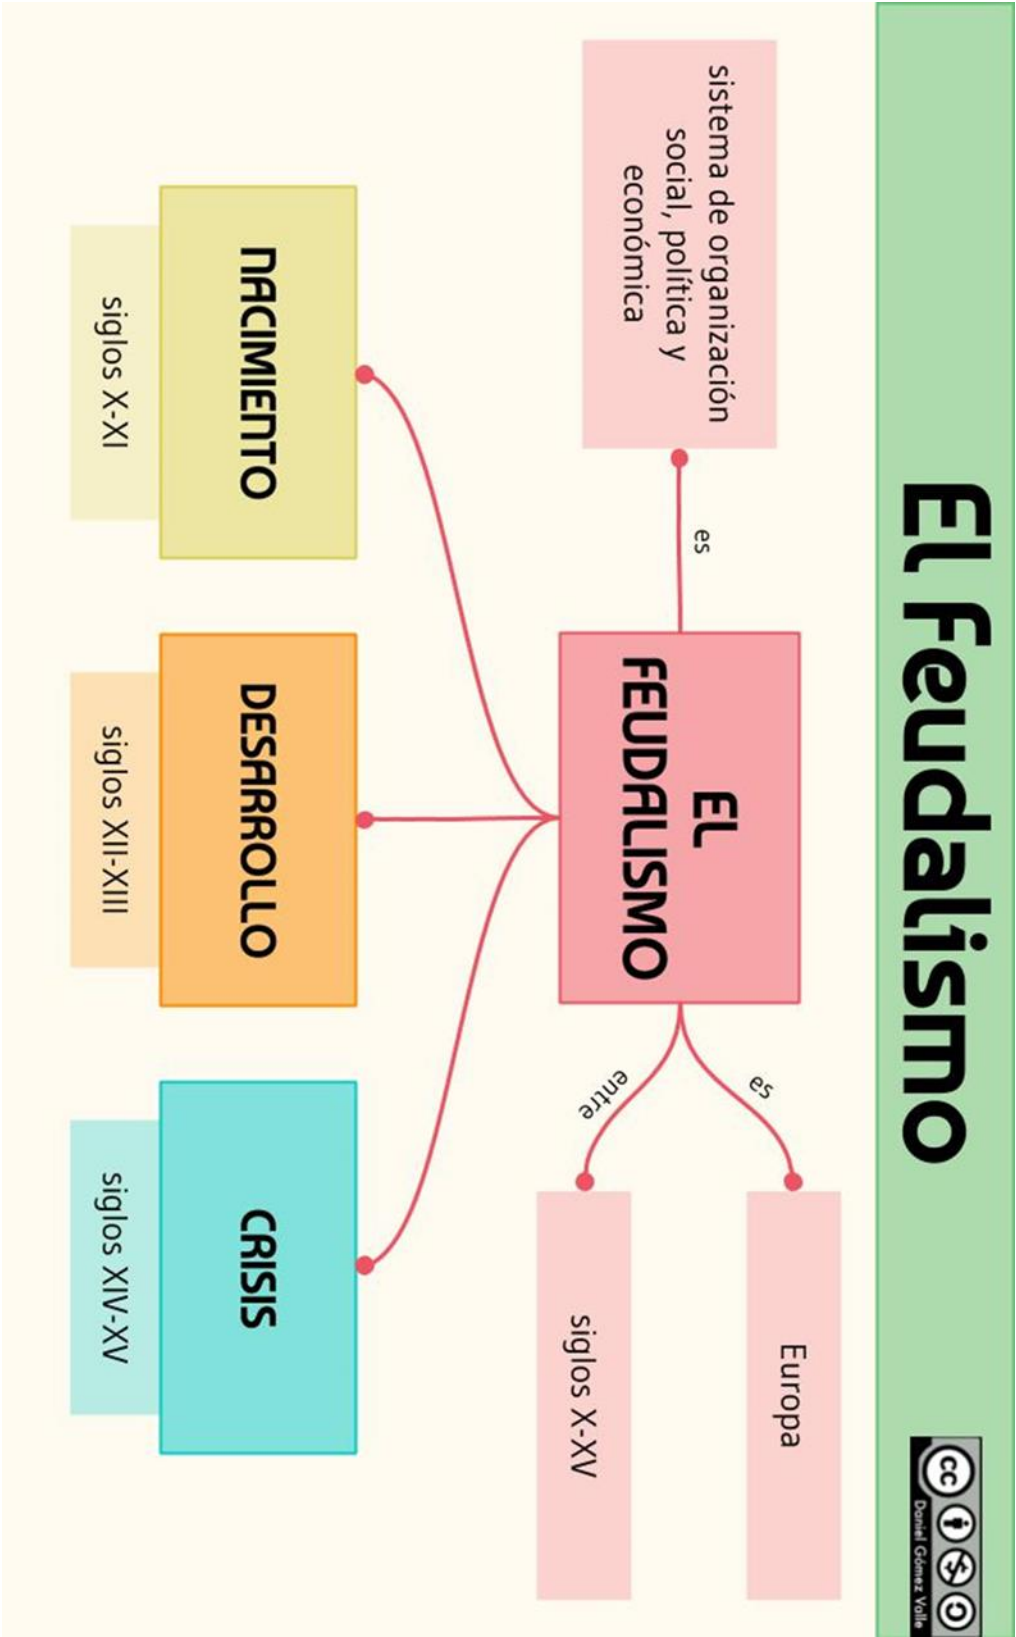 El Feudalismo
cc
Daniel Gómez Valle
sistema de organización
social, política y
económica
es
EL
FEUDALISMO
es
Europa
entre
siglos X-XV
NACIMIENTO
siglos X-XI
DESARROLLO
siglos XII-XIII
CRISIS
siglos XIV-XV